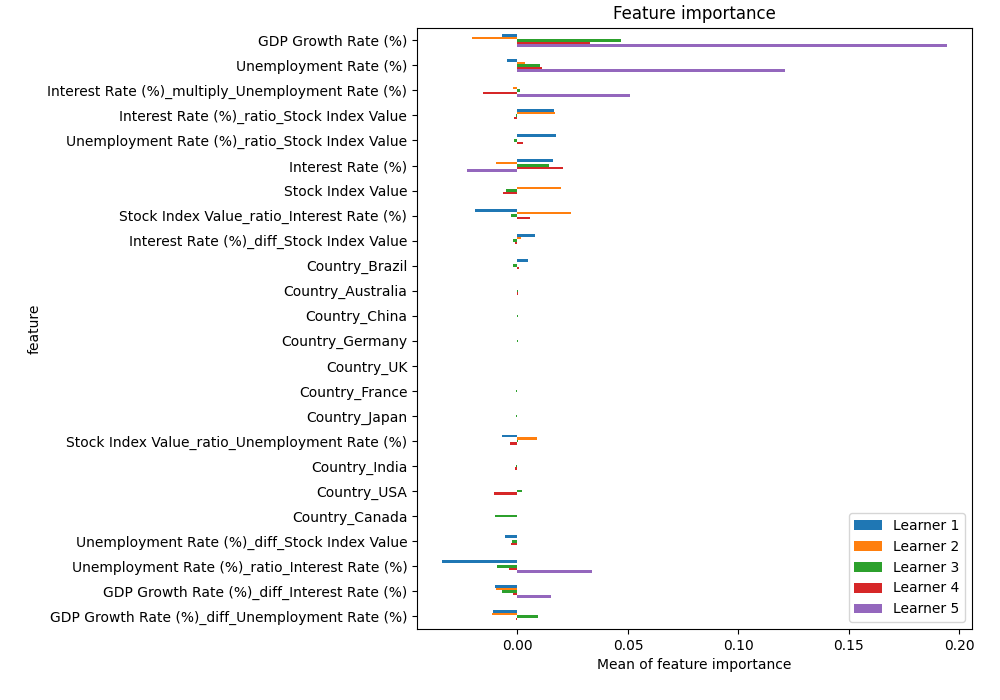 Feature importance
GDP Growth Rate (%)
Unemployment Rate (%)
Interest Rate (%)_multiply_Unemployment Rate (%)
Interest Rate (%)_ratio_Stock Index Value
Unemployment Rate (%)_ratio_Stock Index Value
Interest Rate (%)
Stock Index Value
Stock Index Value_ratio_Interest Rate (%)
Interest Rate (%)_diff_Stock Index Value
Country_Brazil
Country_Australia
Country_China
Country_Germany
Country_UK
Country_France
Country_Japan
Stock Index Value_ratio_Unemployment Rate (%)
Country_India
Country_USA
Country_Canada
Unemployment Rate (%)_diff_Stock Index Value
Unemployment Rate (%)_ratio_Interest Rate (%)
GDP Growth Rate (%)_diff_Interest Rate (%)
GDP Growth Rate (%)_diff_Unemployment Rate (%)
feature
Learner 1
Learner 2
Learner 3
Learner 4
Learner 5
0.00 0.05 0.10 0.15 0.20
Mean of feature importance